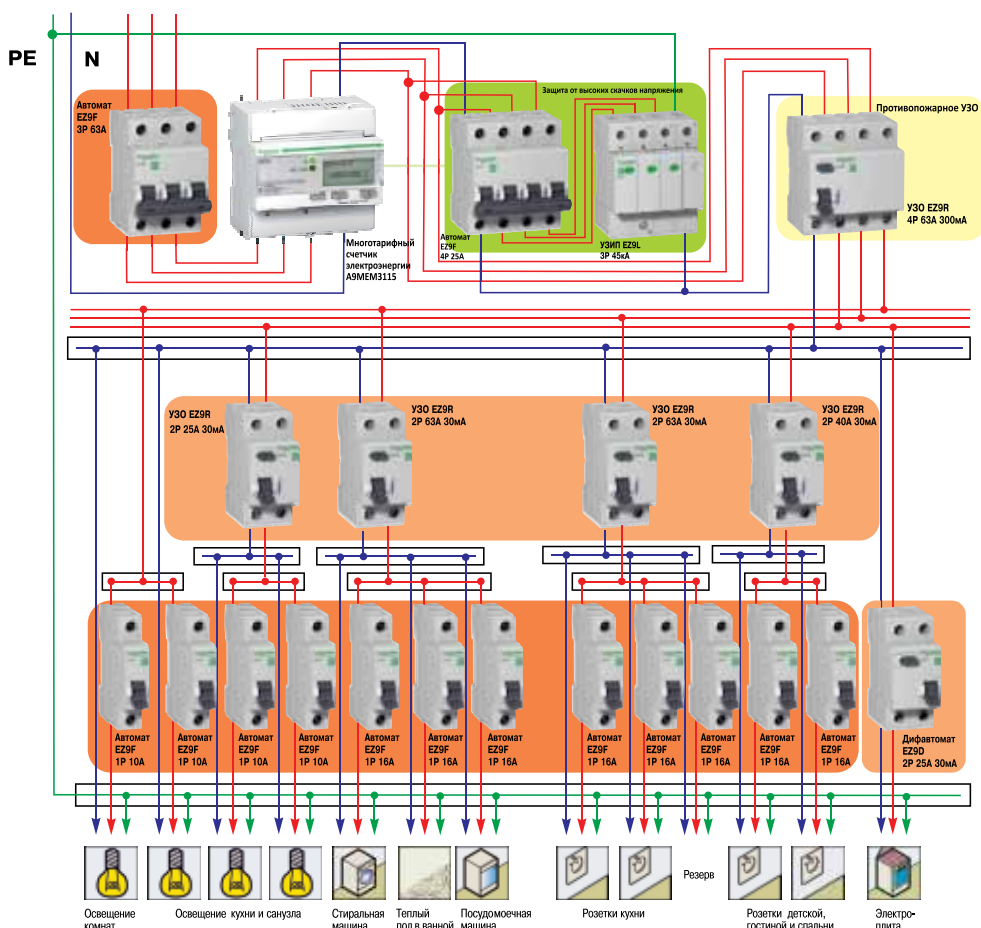 PE
N
Автомат
EZ9F
3P 63A
Многотарифный
счетчик
электроэнергии
A9MEM3115
Защита от высоких скачков напряжения
Автомат
EZ9F
4P 25A
УЗИП EZ9L
3P 45кА
Противопожарное УЗО
УЗО EZ9R
4P 63A 300мА
УЗО EZ9R
2P 25A 30мА
УЗО EZ9R
2P 63A 30мА
УЗО EZ9R
2P 63A 30мА
УЗО EZ9R
2P 40A 30мА
Автомат
EZ9F
1P 10A
Автомат
EZ9F
1P 10A
Автомат
EZ9F
1P 10A
Автомат
EZ9F
1P 10A
Автомат
EZ9F
1P 16A
Автомат
EZ9F
1P 16A
Автомат
EZ9F
1P 16A
Автомат
EZ9F
1P 16A
Автомат
EZ9F
1P 16A
Автомат
EZ9F
1P 16A
Автомат
EZ9F
1P 16A
Автомат
EZ9F
1P 16A
Дифавтомат
EZ9D
2P 25A 30мА
Освещение
комнат
Освещение кухни и санузла
Стиральная
машина
Теплый
пол в ванной
Посудомоечная
машина
Розетки кухни
Резерв
Розетки детской,
гостиной и спальни
Электро-
плита